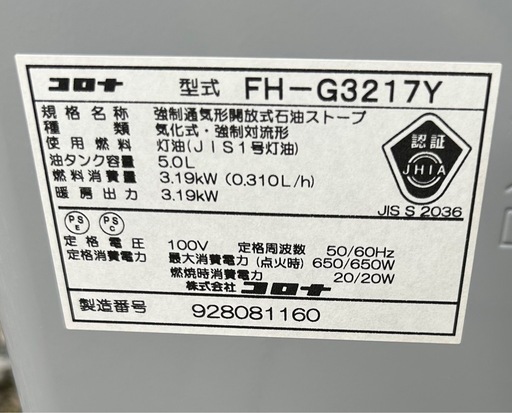 コロナ 型式 FH-G3217Y
規格名称 強制通気形開放式石油ストーブ
種類 気化式・強制対流形
使用燃料 灯油(JIS1号灯油)
油タンク容量 5.0L
燃料消費量 3.19kW (0.310L/h)
暖房出力 3.19kW
認証
JHIA
JIS S 2036
PS E PS C
定格電圧 100V 定格周波数 50/60Hz
定格消費電力 最大消費電力(点火時) 650/650W
燃焼時消費電力 20/20W
株式会社 コロナ
製造番号 928081160